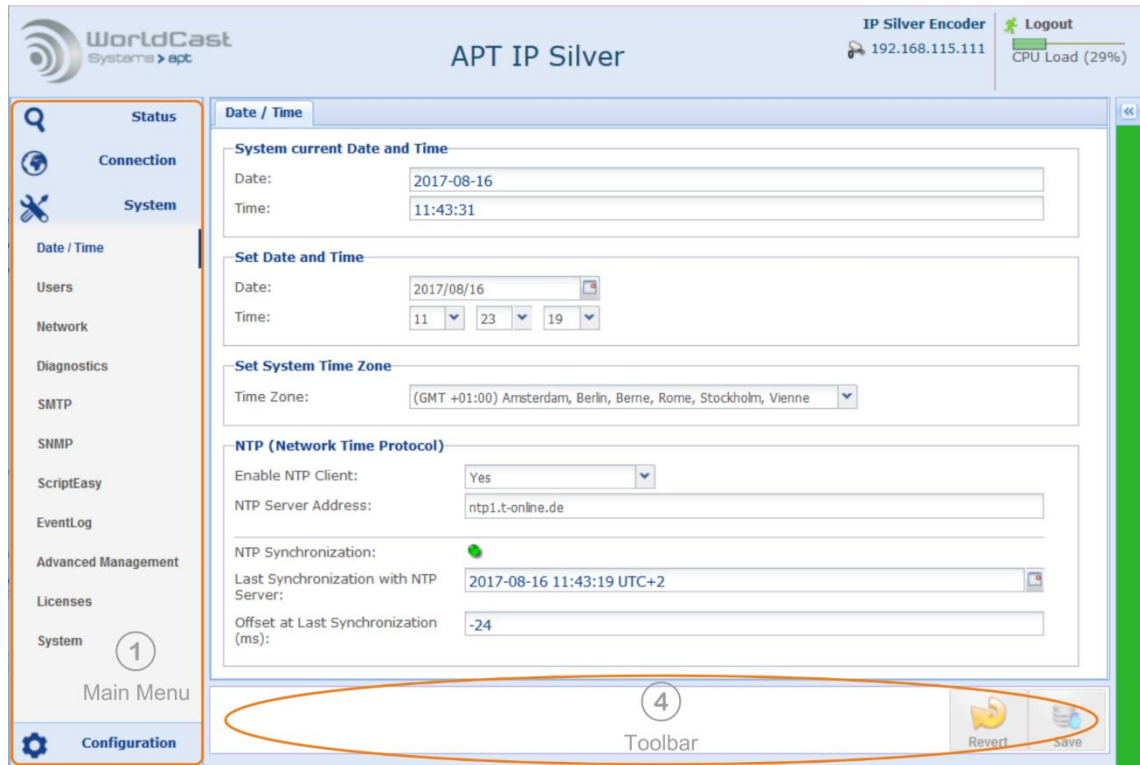 WorldCast
Systems > apt
APT IP Silver
IP Silver Encoder
192.168.115.111
Logout
CPU Load (29%)
Status
Connection
System
Date / Time
Users
Network
Diagnostics
SMTP
SNMP
ScriptEasy
EventLog
Advanced Management
Licenses
System
1
Main Menu
Configuration
Date / Time
«
System current Date and Time
Date: 2017-08-16
Time: 11:43:31
Set Date and Time
Date: 2017/08/16
Time: 11 23 19
Set System Time Zone
Time Zone: (GMT +01:00) Amsterdam, Berlin, Berne, Rome, Stockholm, Vienne
NTP (Network Time Protocol)
Enable NTP Client: Yes
NTP Server Address: ntp1.t-online.de
NTP Synchronization:
Last Synchronization with NTP
Server: 2017-08-16 11:43:19 UTC+2
Offset at Last Synchronization
(ms): -24
4
Toolbar
Revert
Save